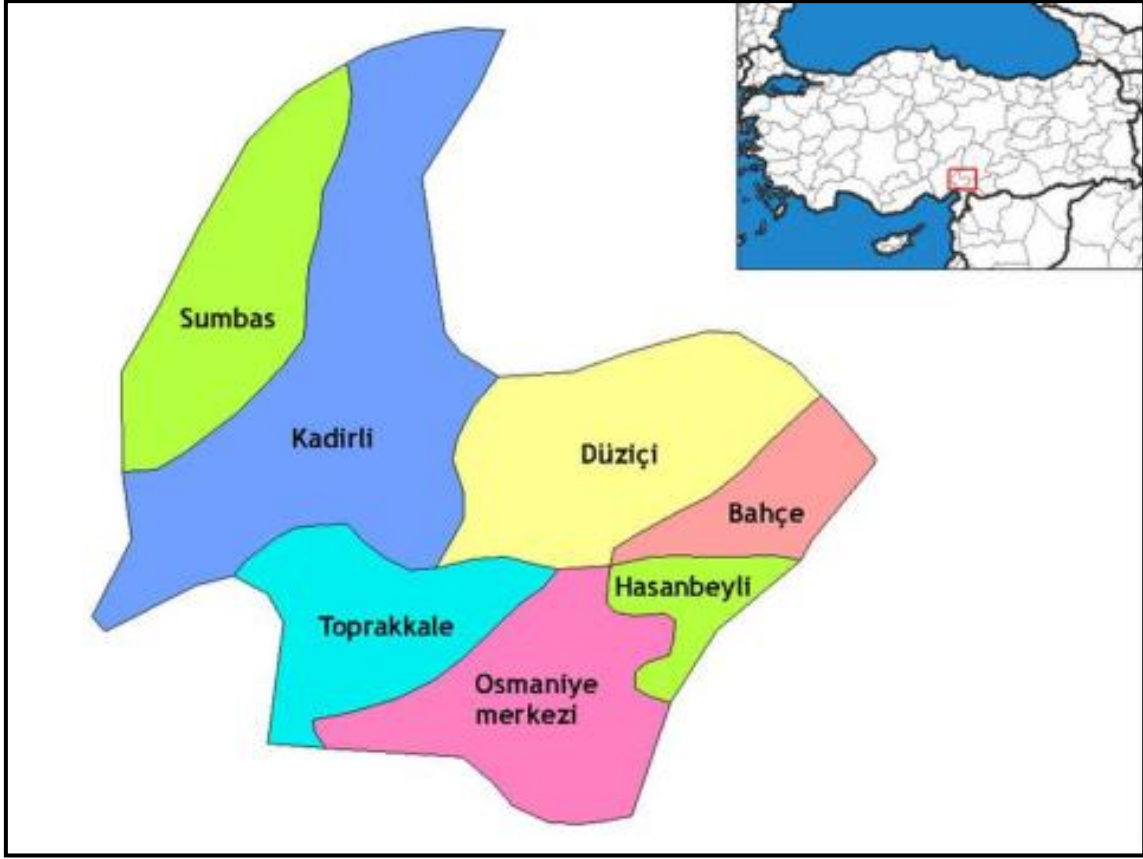 Sumbas
Kadirli
Düziçi
Bahçe
Hasanbeyli
Toprakkale
Osmaniye
merkezi